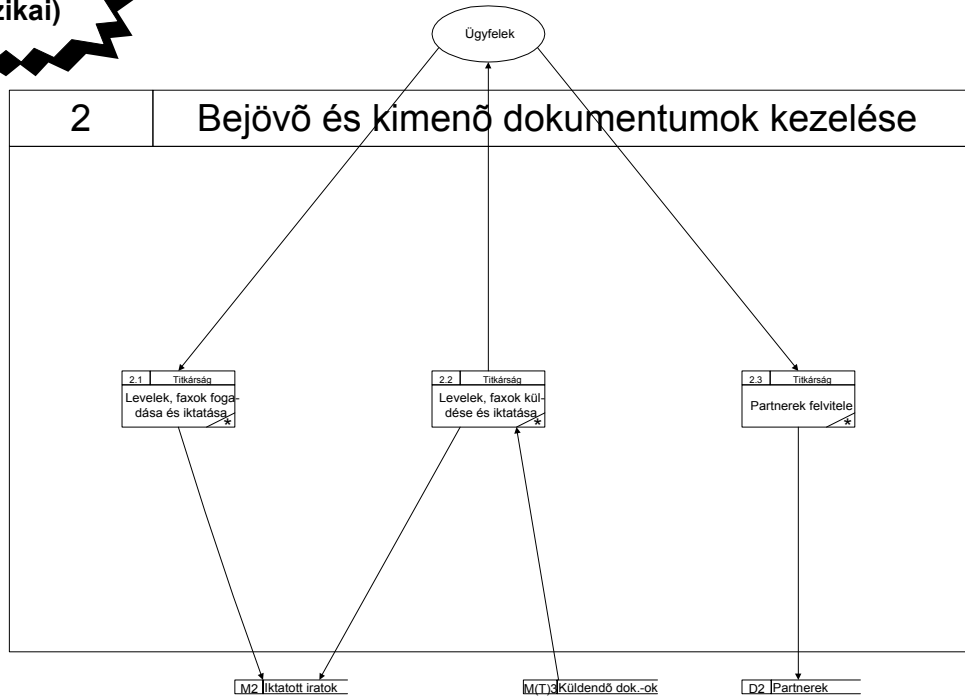 zikai)
Ügyfelek
2 Bejövõ és kimenõ dokumentumok kezelése
2.1 Titkárság
Levelek, faxok foga-
dása és iktatása
*
2.2 Titkárság
Levelek, faxok kül-
dése és iktatása
*
2.3 Titkárság
Partnerek felvitele
*
M2 Iktatott iratok
M(T)3 Küldendõ dok.-ok
D2 Partnerek